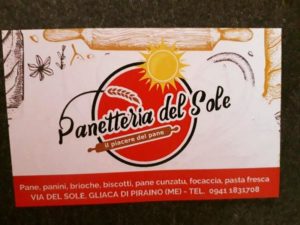 Panetteria del Sole
il piacere del pane
Pane, panini, brioche, biscotti, pane cunzatu, focaccia, pasta fresca
VIA DEL SOLE, GLIACA DI PIRAINO (ME) - TEL. 0941 1831708